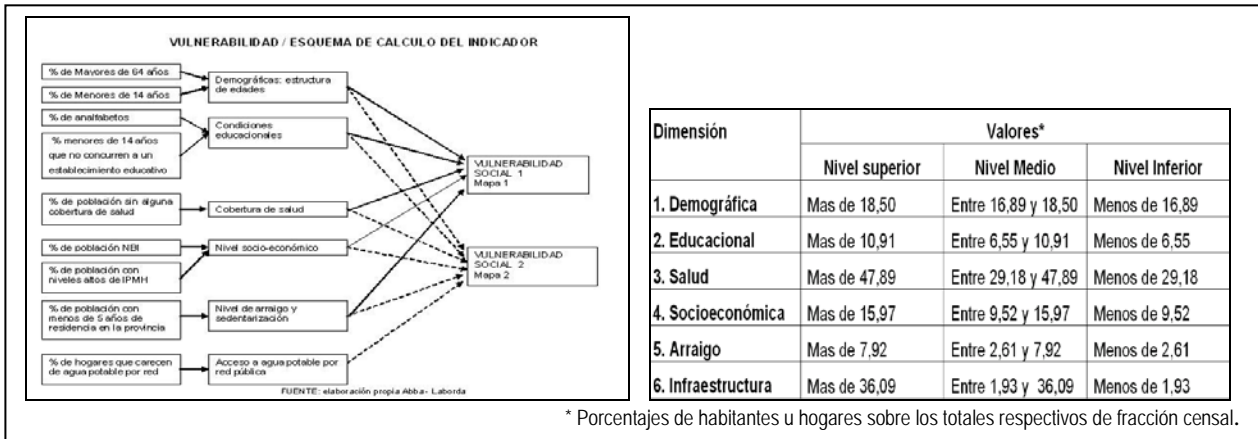 VULNERABILIDAD / ESQUEMA DE CALCULO DEL INDICADOR
% de Mayores de 64 años
% de Menores de 14 años
% de analfabetos
% menores de 14 años
que no concurren a un
establecimiento educativo
% de población sin alguna
cobertura de salud
% de población NBI
% de población con
niveles altos de IPMH
% de población con
menos de 5 años de
residencia en la provincia
% de hogares que carecen
de agua potable por red
Demográficas: estructura
de edades
Condiciones
educacionales
Cobertura de salud
Nivel socio-económico
Nivel de arraigo y
sedentarización
Acceso a agua potable por
red pública
VULNERABILIDAD
SOCIAL 1
Mapa 1
VULNERABILIDAD
SOCIAL 2
Mapa 2
FUENTE: elaboración propia Abba- Laborda
Dimensión Valores*
Nivel superior Nivel Medio Nivel Inferior
1. Demográfica Mas de 18,50 Entre 16,89 y 18,50 Menos de 16,89
2. Educacional Mas de 10,91 Entre 6,55 y 10,91 Menos de 6,55
3. Salud Mas de 47,89 Entre 29,18 y 47,89 Menos de 29,18
4. Socioeconómica Mas de 15,97 Entre 9,52 y 15,97 Menos de 9,52
5. Arraigo Mas de 7,92 Entre 2,61 y 7,92 Menos de 2,61
6. Infraestructura Mas de 36,09 Entre 1,93 y 36,09 Menos de 1,93
* Porcentajes de habitantes u hogares sobre los totales respectivos de fracción censal.